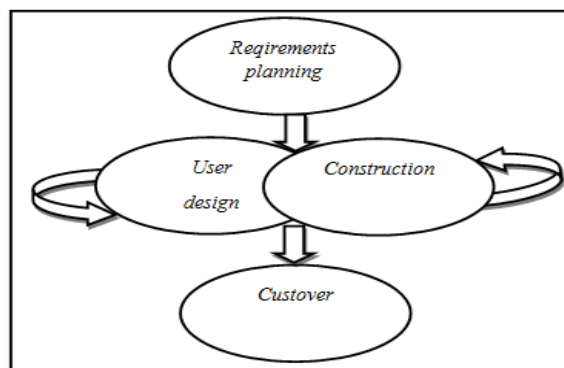 Reqirements
planning
User
design
Construction
Custover